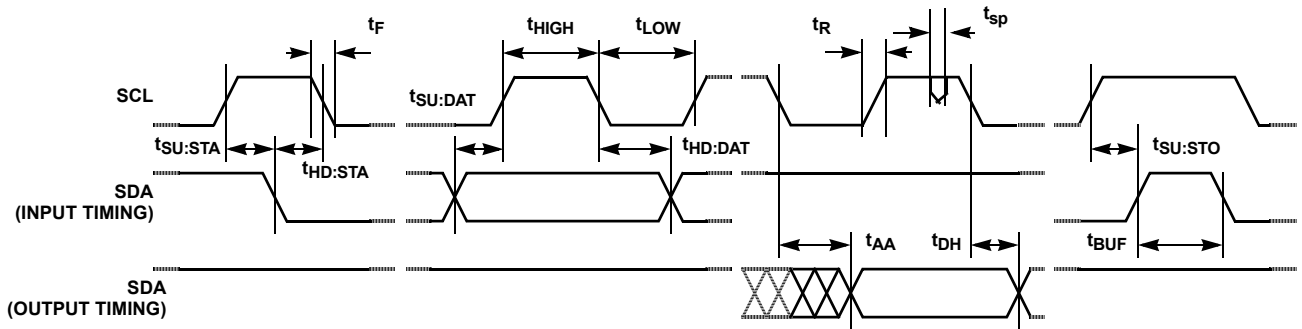 tF
tHIGH
tLOW
tR
tsp
SCL
tSU:DAT
tSU:STA
tHD:STA
tHD:DAT
tSU:STO
SDA
(INPUT TIMING)
tAA
tDH
tBUF
SDA
(OUTPUT TIMING)